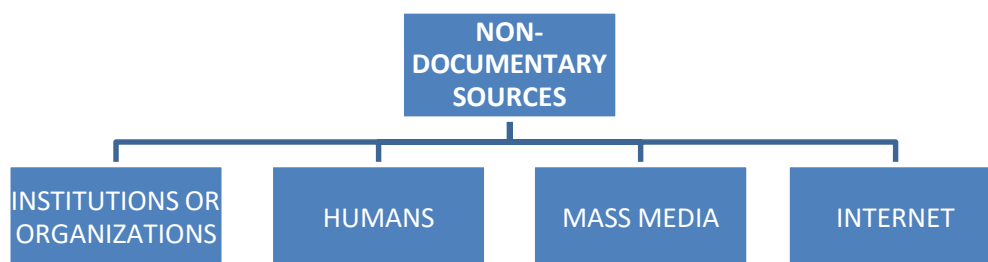 NON-
DOCUMENTARY
SOURCES
INSTITUTIONS OR
ORGANIZATIONS
HUMANS
MASS MEDIA
INTERNET